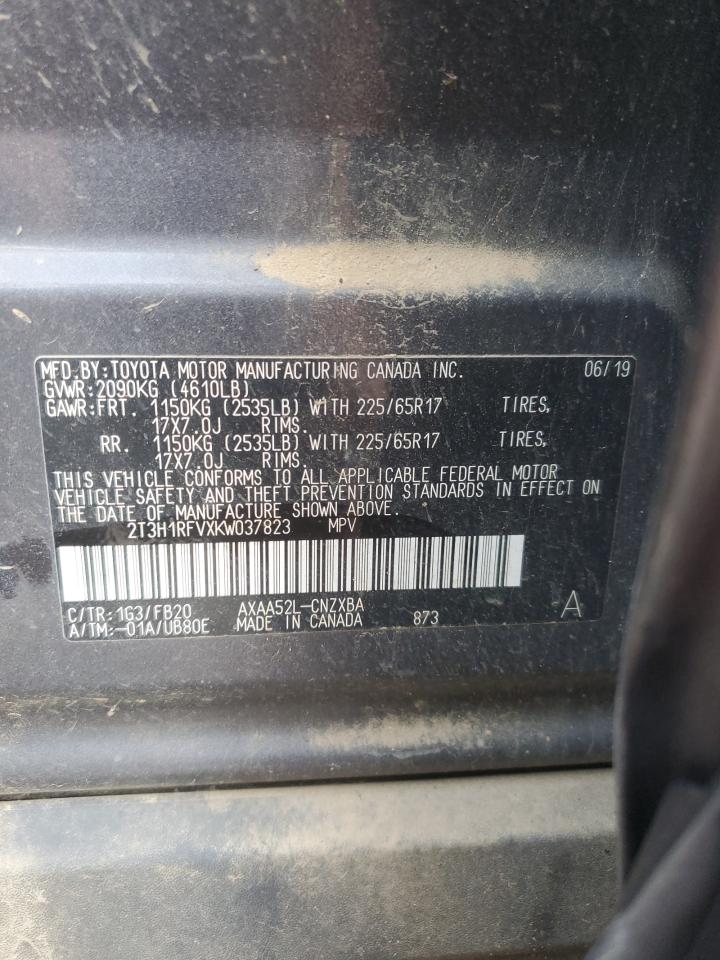 MFD.BY:TOYOTA MOTOR MANUFACTURING CANADA INC. 06/19
GVWR:2090KG (4610LB)
GAWR:FRT. 1150KG (2535LB) WITH 225/65R17 TIRES,
17X7.0J RIMS.
RR. 1150KG (2535LB) WITH 225/65R17 TIRES,
17X7.0J RIMS.
THIS VEHICLE CONFORMS TO ALL APPLICABLE FEDERAL MOTOR
VEHICLE SAFETY AND THEFT PREVENTION STANDARDS IN EFFECT ON
THE DATE OF MANUFACTURE SHOWN ABOVE.
2T3H1RFVXKW037823 MPV
C/TR:1G3/FB20 AXAA52L-CNZXBA A
A/TM:-01A/UB80E MADE IN CANADA 873